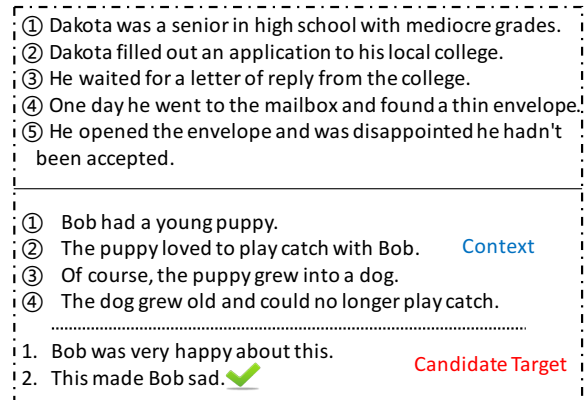 ① Dakota was a senior in high school with mediocre grades.
② Dakota filled out an application to his local college.
③ He waited for a letter of reply from the college.
④ One day he went to the mailbox and found a thin envelope.
⑤ He opened the envelope and was disappointed he hadn't
been accepted.
① Bob had a young puppy.
② The puppy loved to play catch with Bob. Context
③ Of course, the puppy grew into a dog.
④ The dog grew old and could no longer play catch.
1. Bob was very happy about this.
Candidate Target
2. This made Bob sad.